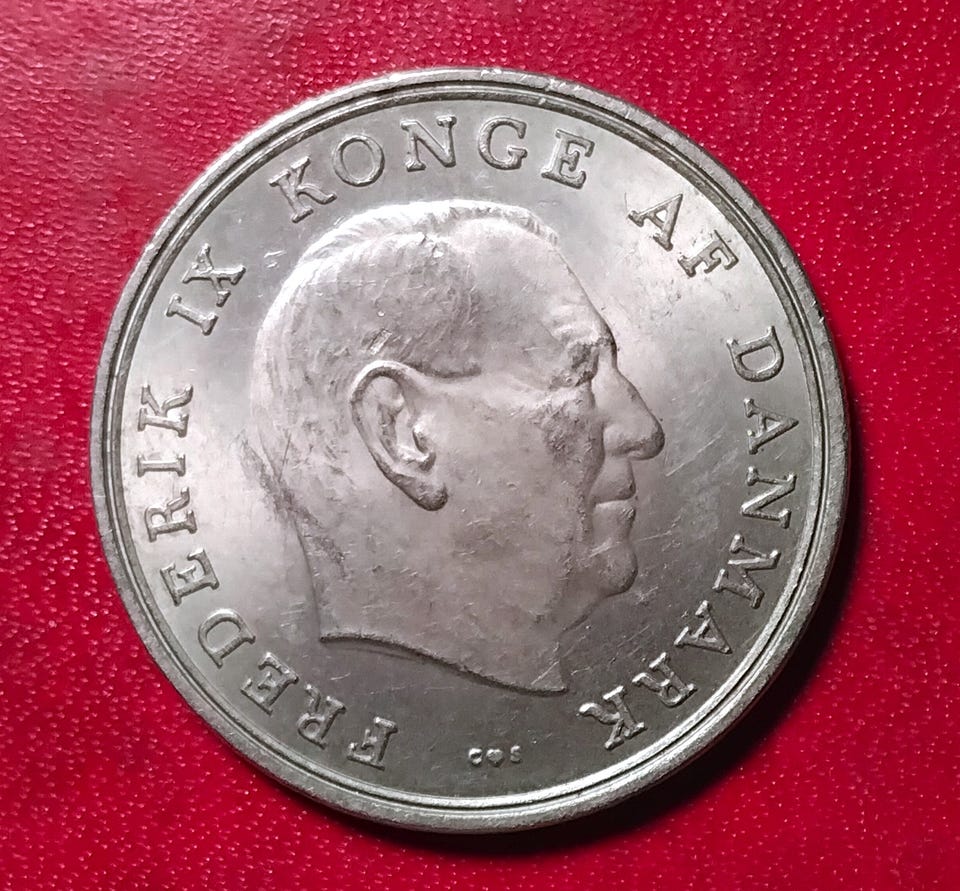 FREDERIK IX KONGE AF DANMARK
C♥S